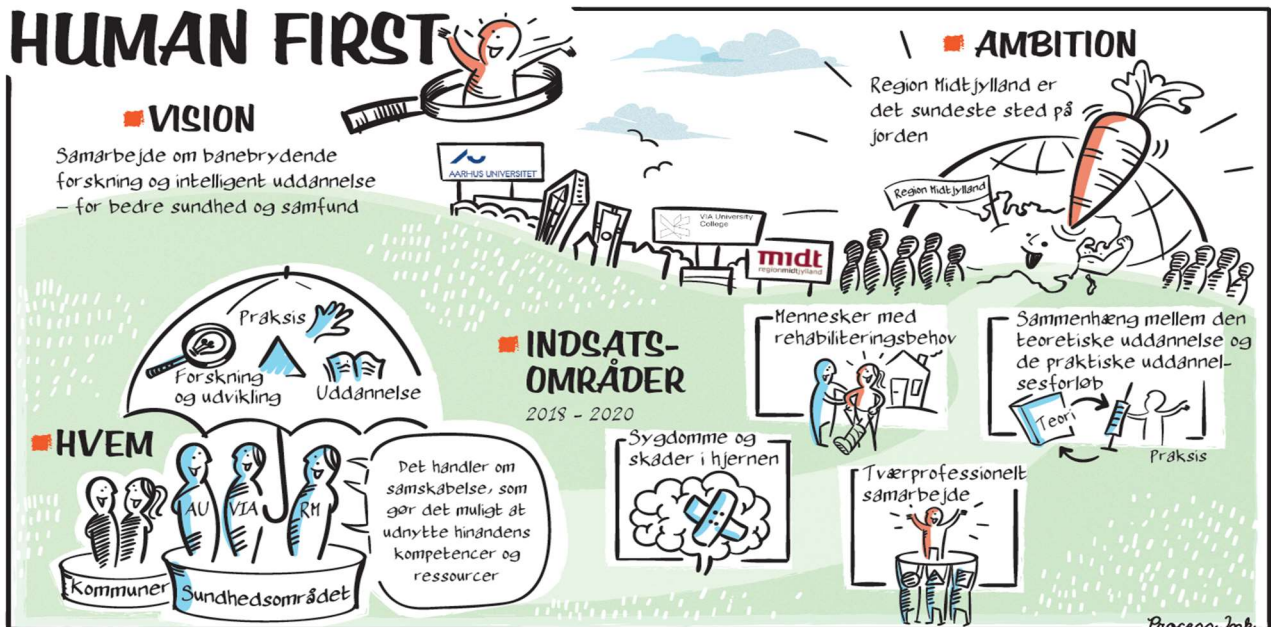 HUMAN FIRST
VISION
Samarbejde om banebrydende
forskning og intelligent uddannelse
– for bedre sundhed og samfund
AARHUS UNIVERSITET
VIA University
College
midt
regionmidtjylland
AMBITION
Region Midtjylland er
det sundeste sted på
jorden
Region Midtjylland
HVEM
Praksis
Forskning
og udvikling
Uddannelse
AU
VIA
RM
Kommuner
Sundhedsområdet
Det handler om
samskabelse, som
gør det muligt at
udnytte hinandens
kompetencer og
ressourcer
INDSATS-
OMRÅDER
2018 - 2020
Sygdomme og
skader i hjernen
Mennesker med
rehabiliteringsbehov
Tværprofessionelt
samarbejde
Sammenhæng mellem den
teoretiske uddannelse og
de praktiske uddannel-
sesforløb
Teori
Praksis
Process Ink